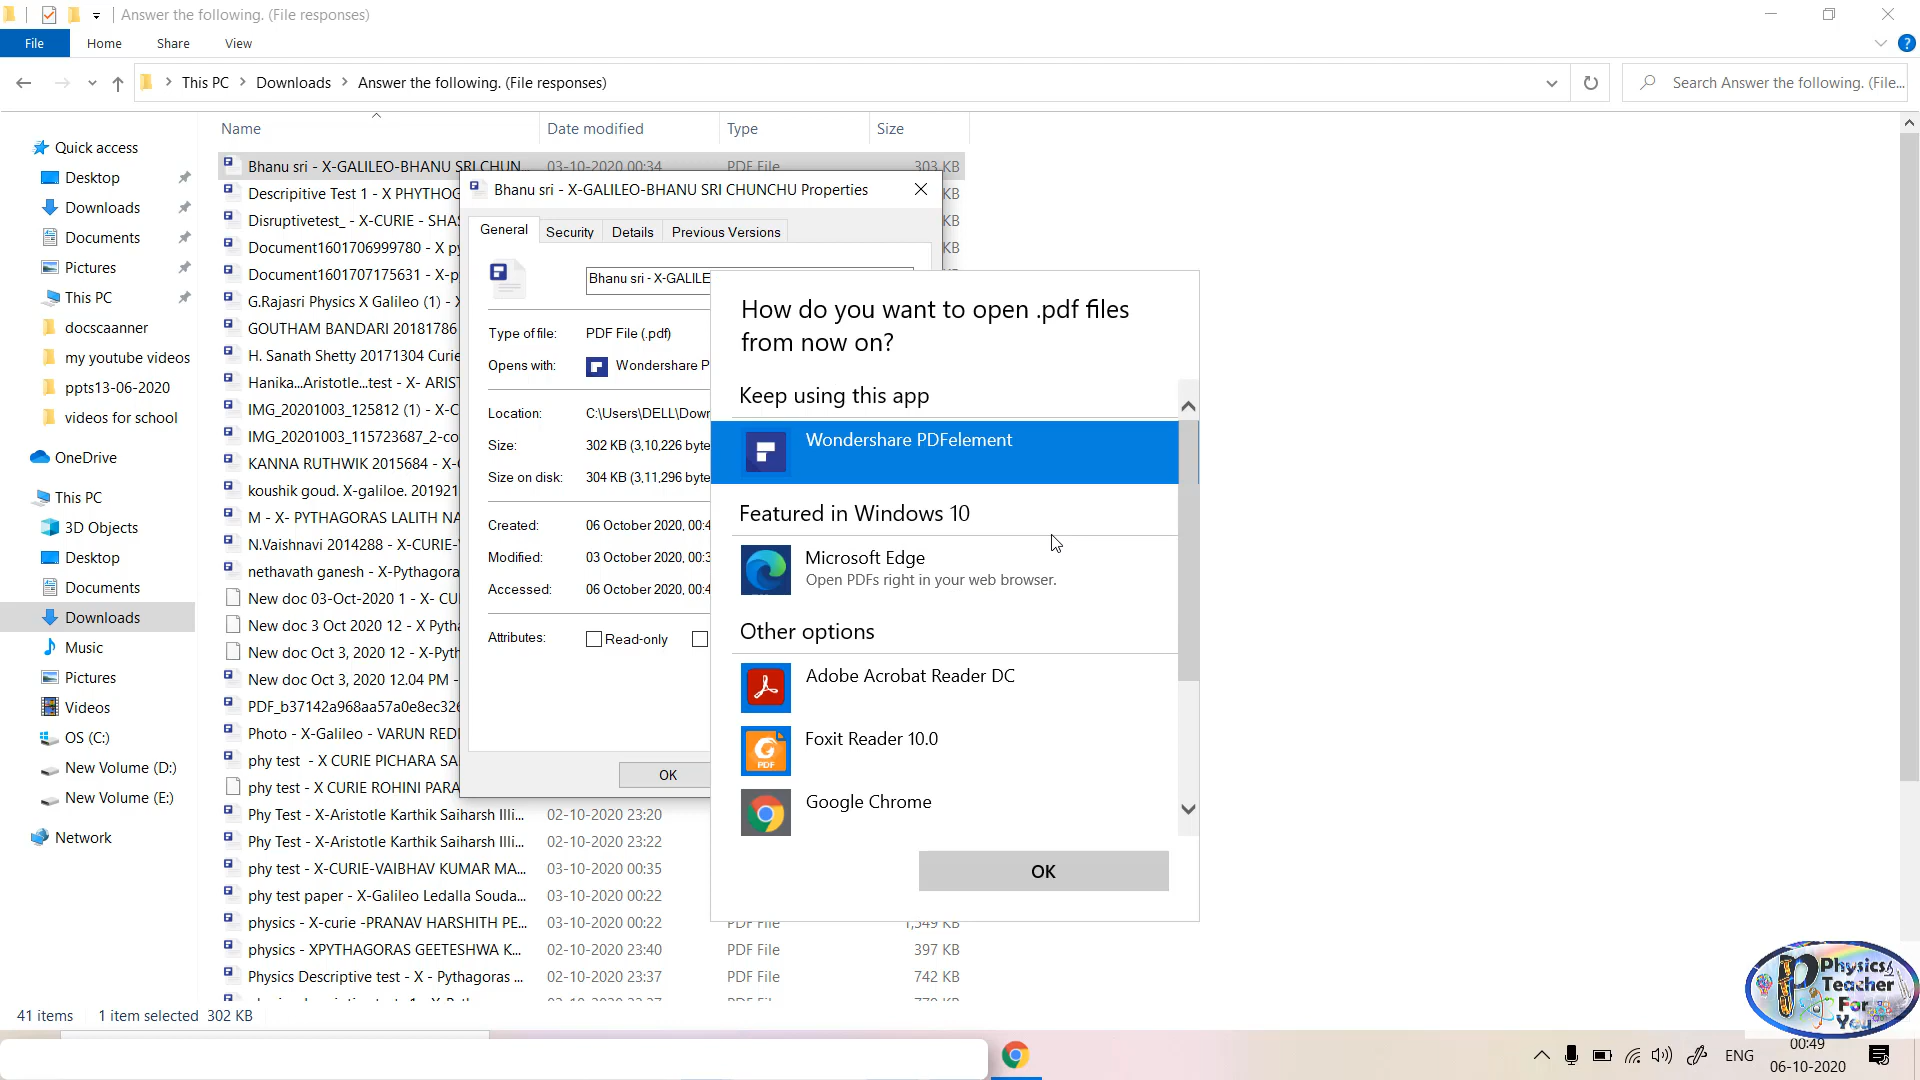 Answer the following. (File responses)
File Home Share View
This PC Downloads Answer the following. (File responses)
Search Answer the following. (File...
Name Date modified Type Size
Quick access
Desktop
Downloads
Documents
Pictures
This PC
docscaanner
my youtube videos
ppts13-06-2020
videos for school
OneDrive
This PC
3D Objects
Desktop
Documents
Downloads
Music
Pictures
Videos
OS (C:)
New Volume (D:)
New Volume (E:)
Network
Bhanu sri - X-GALILEO-BHANU SRI CHUN... 03-10-2020 00:34 PDF File 303 KB
Descripitive Test 1 - X PHYTHOG KB
Disruptivetest_ - X-CURIE - SHAS KB
Document1601706999780 - X py KB
Document1601707175631 - X-p
G.Rajasri Physics X Galileo (1) - X
GOUTHAM BANDARI 20181786
H. Sanath Shetty 20171304 Curie
Hanika...Aristotle...test - X- ARIST
IMG_20201003_125812 (1) - X-C
IMG_20201003_115723687_2-co
KANNA RUTHWIK 2015684 - X-G
koushik goud. X-galiloe. 201921
M - X- PYTHAGORAS LALITH NA
N.Vaishnavi 2014288 - X-CURIE-
nethavath ganesh - X-Pythagora
New doc 03-Oct-2020 1 - X- CU
New doc 3 Oct 2020 12 - X Pyth
New doc Oct 3, 2020 12 - X-Pyth
New doc Oct 3, 2020 12.04 PM -
PDF_b37142a968aa57a0e8ec326
Photo - X-Galileo - VARUN REDD
phy test - X CURIE PICHARA SA
phy test - X CURIE ROHINI PARA
Phy Test - X-Aristotle Karthik Saiharsh Illi... 02-10-2020 23:20
Phy Test - X-Aristotle Karthik Saiharsh Illi... 02-10-2020 23:22
phy test - X-CURIE-VAIBHAV KUMAR MA... 03-10-2020 00:35
phy test paper - X-Galileo Ledalla Souda... 03-10-2020 00:22
physics - X-curie -PRANAV HARSHITH PE... 03-10-2020 00:22 PDF File 1,549 KB
physics - XPYTHAGORAS GEETESHWA K... 02-10-2020 23:40 PDF File 397 KB
Physics Descriptive test - X - Pythagoras ... 02-10-2020 23:37 PDF File 742 KB
Bhanu sri - X-GALILEO-BHANU SRI CHUNCHU Properties
General Security Details Previous Versions
Bhanu sri - X-GALILE
Type of file: PDF File (.pdf)
Opens with: Wondershare P
Location: C:\Users\DELL\Down
Size: 302 KB (3,10,226 byte
Size on disk: 304 KB (3,11,296 byte
Created: 06 October 2020, 00:4
Modified: 03 October 2020, 00:3
Accessed: 06 October 2020, 00:4
Attributes: Read-only
OK
How do you want to open .pdf files
from now on?
Keep using this app
Wondershare PDFelement
Featured in Windows 10
Microsoft Edge
Open PDFs right in your web browser.
Other options
Adobe Acrobat Reader DC
Foxit Reader 10.0
PDF
Google Chrome
OK
41 items 1 item selected 302 KB
Physics
Teacher
For
You
ENG
00:49
06-10-2020